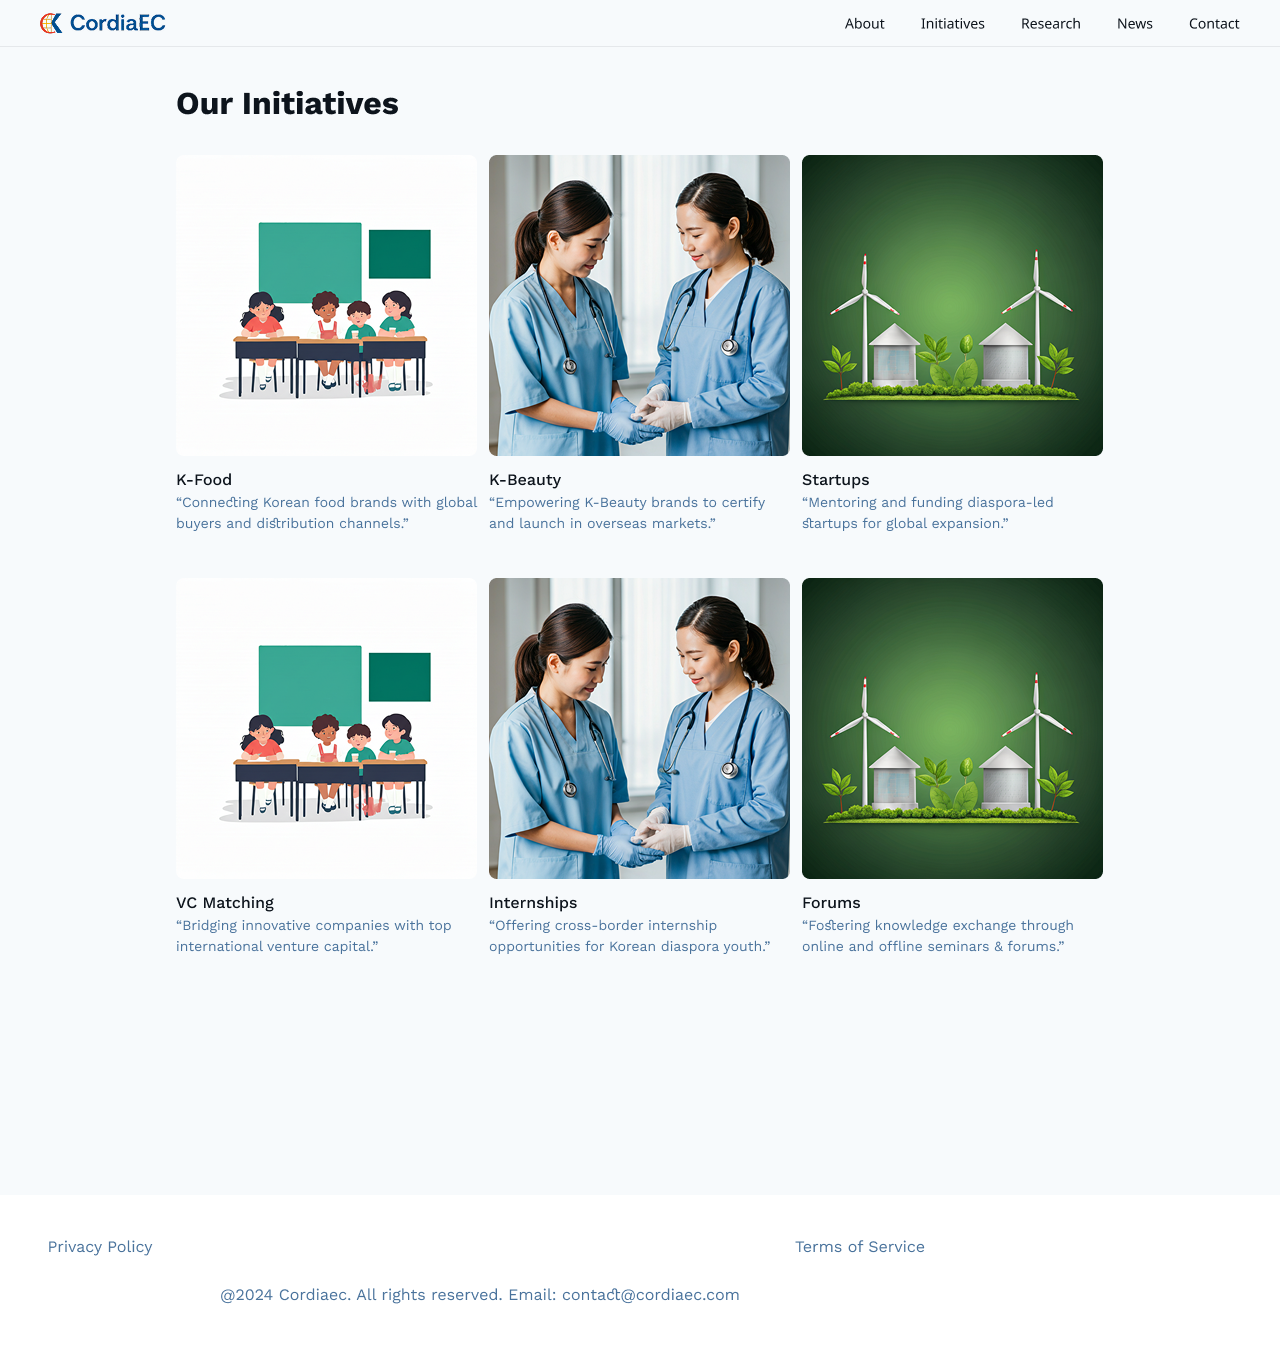 CordiaEC
About
Initiatives
Research
News
Contact
Our Initiatives
K-Food
“Connecting Korean food brands with global
buyers and distribution channels.”
K-Beauty
“Empowering K-Beauty brands to certify
and launch in overseas markets.”
Startups
“Mentoring and funding diaspora-led
startups for global expansion.”
VC Matching
“Bridging innovative companies with top
international venture capital.”
Internships
“Offering cross-border internship
opportunities for Korean diaspora youth.”
Forums
“Fostering knowledge exchange through
online and offline seminars & forums.”
Privacy Policy
Terms of Service
@2024 Cordiaec. All rights reserved. Email: contact@cordiaec.com